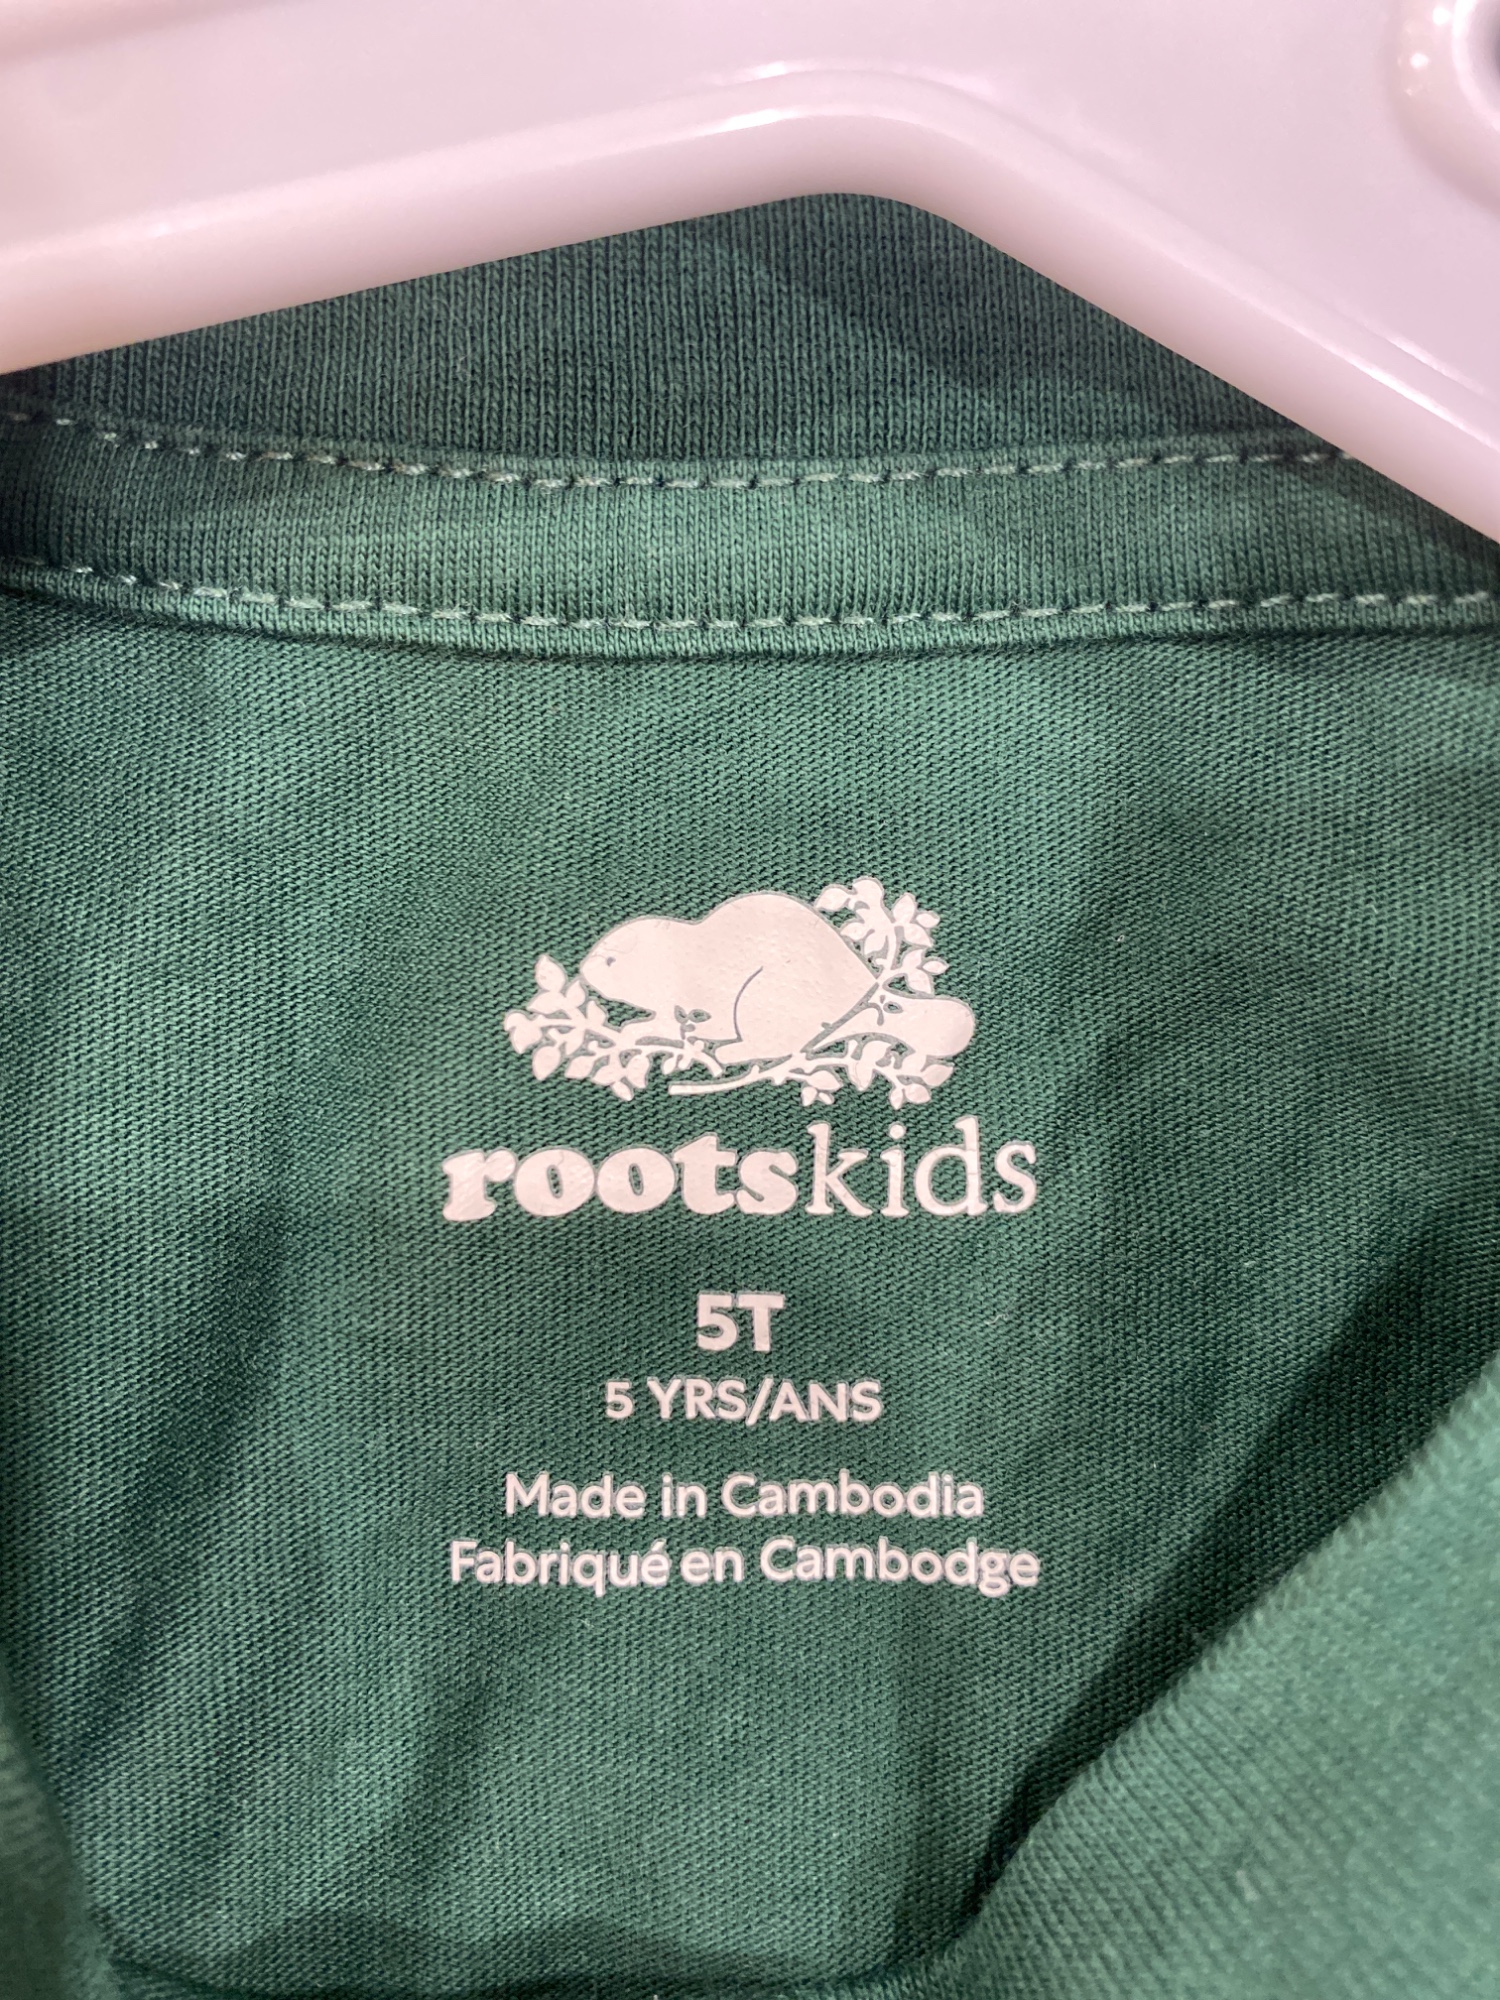 rootskids
5T
5 YRS/ANS
Made in Cambodia
Fabriqué en Cambodge